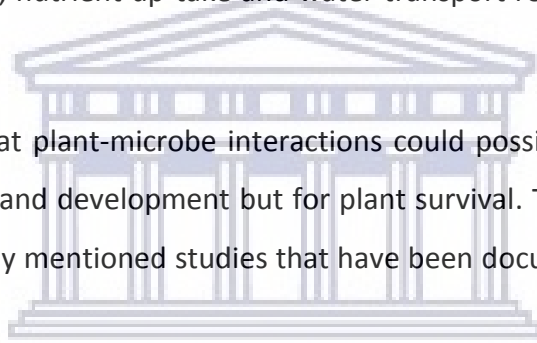 nutrient up-take and water transport
at plant-microbe interactions could possi
and development but for plant survival. T
y mentioned studies that have been docu